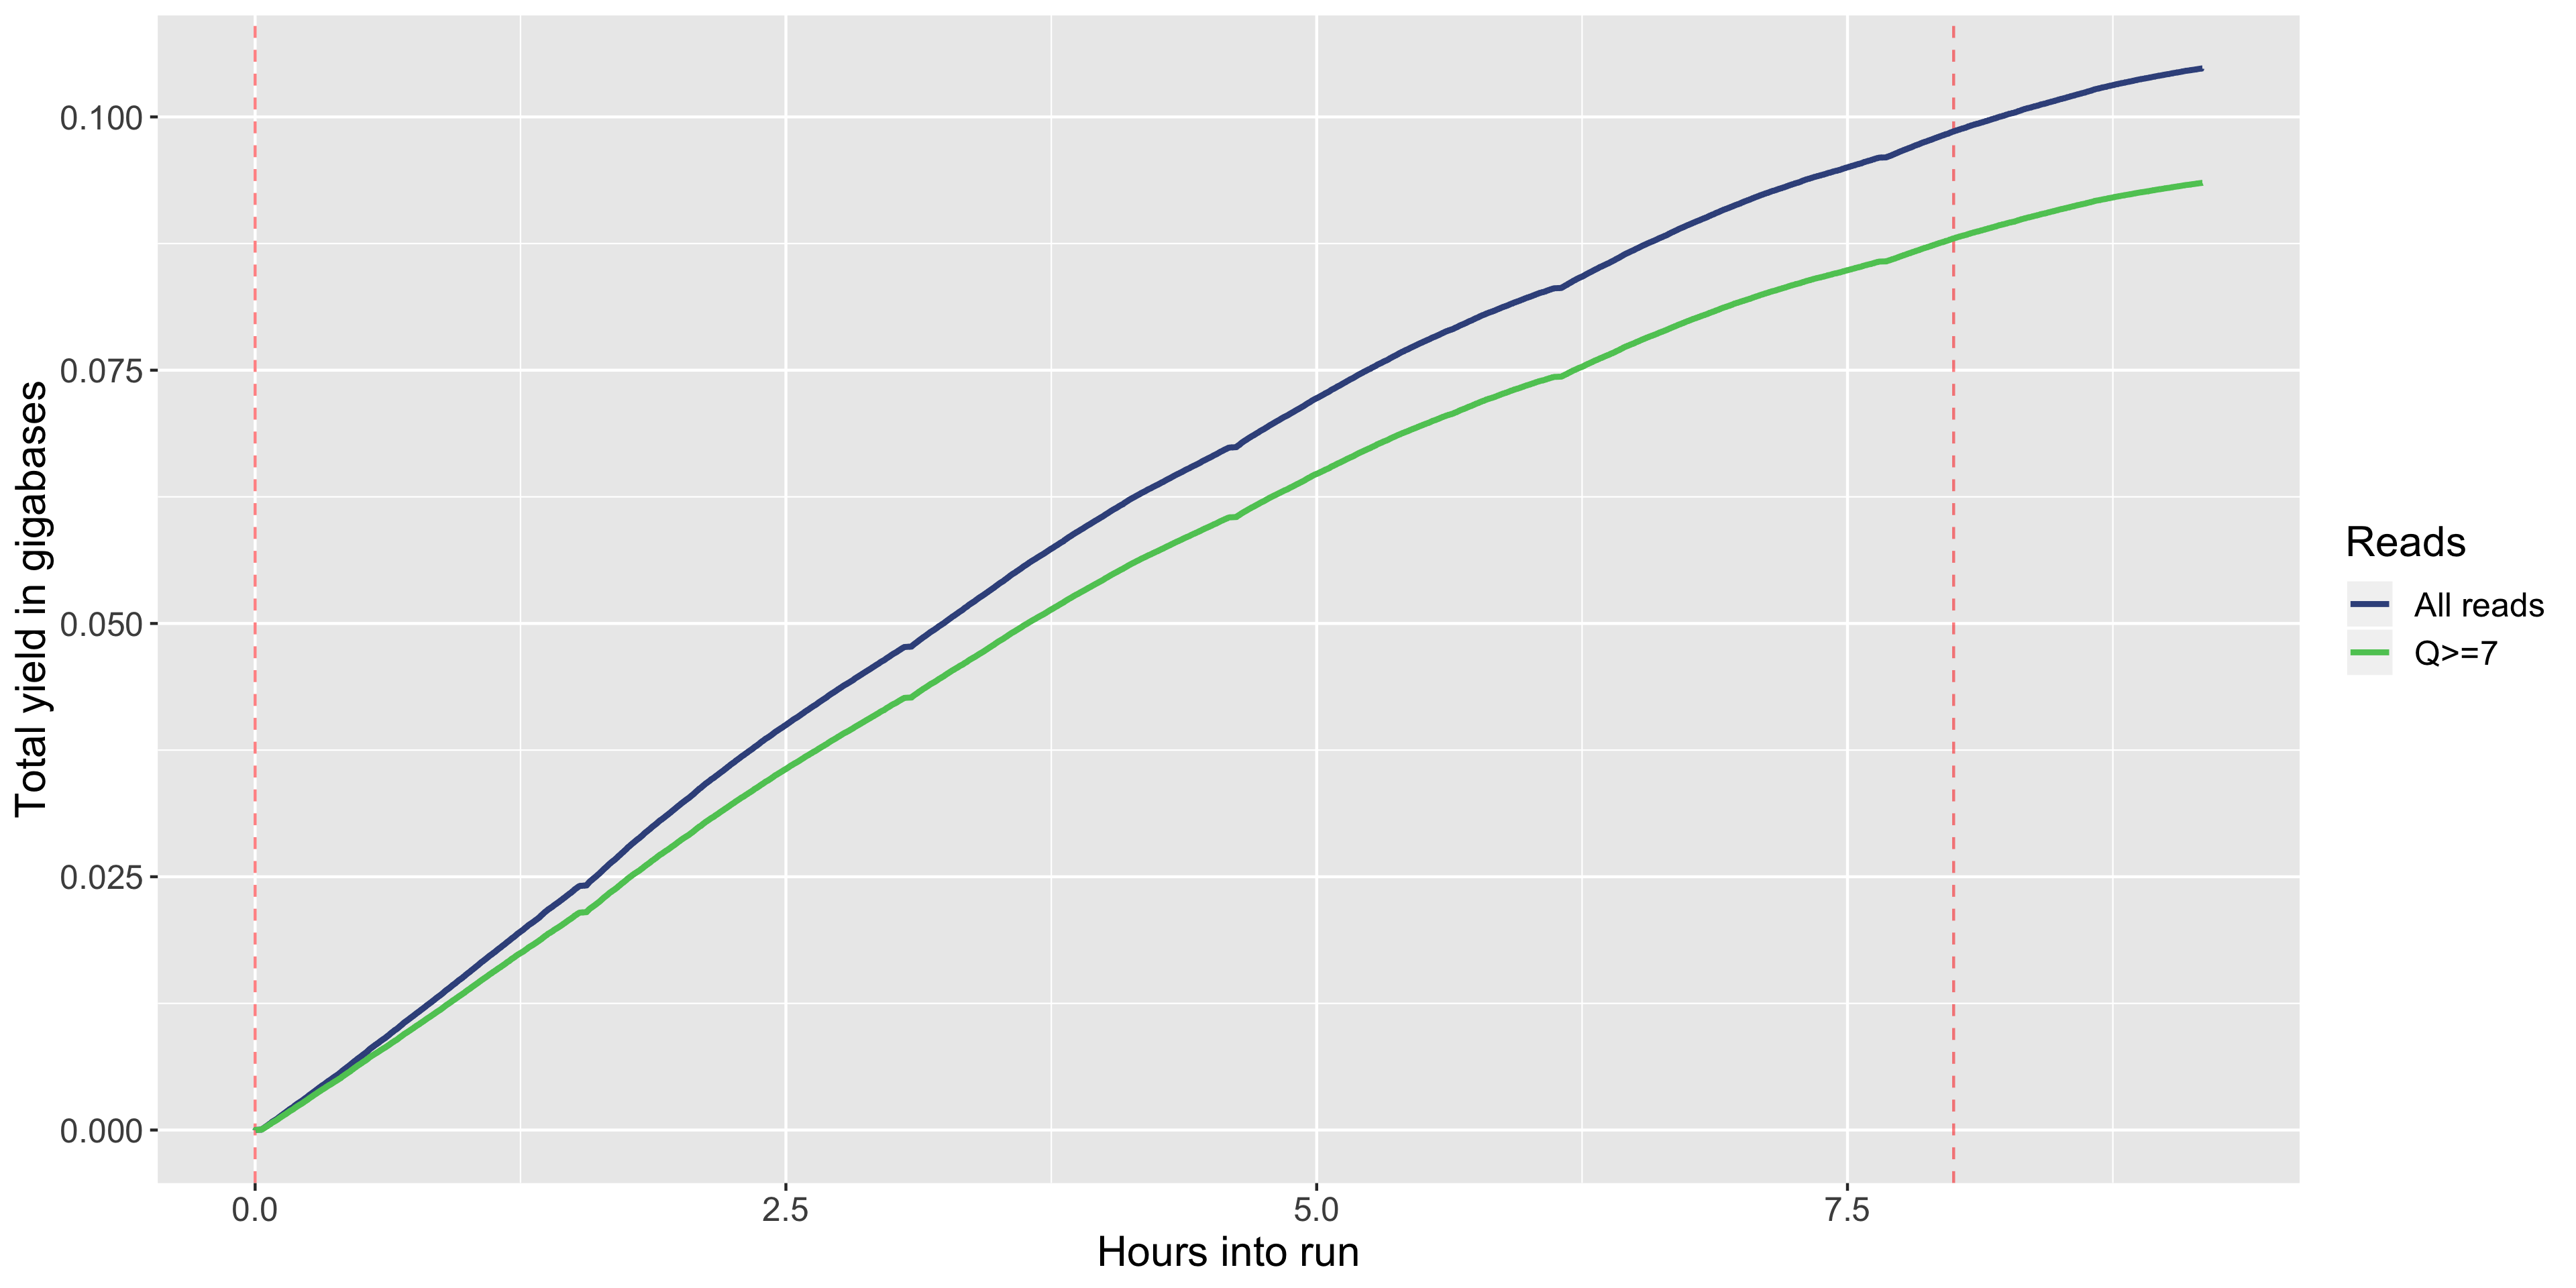 Total yield in gigabases
0.100
0.075
0.050
0.025
0.000
0.0 2.5 5.0 7.5
Hours into run
Reads
All reads
Q>=7